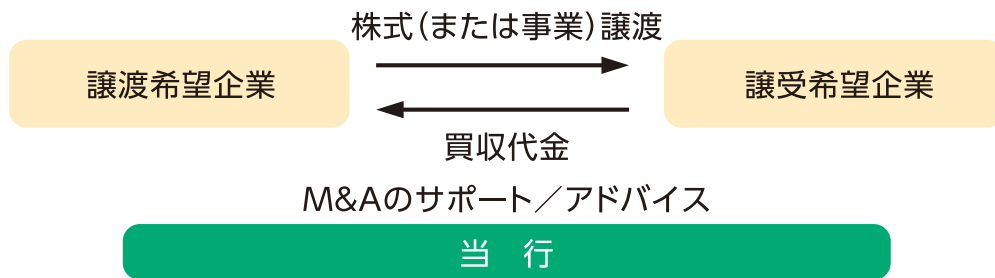 株式（または事業）譲渡
譲渡希望企業
譲受希望企業
買収代金
M&Aのサポート／アドバイス
当　行